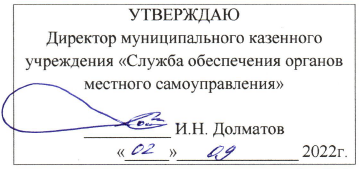 УТВЕРЖДАЮ
Директор муниципального казенного
учреждения «Служба обеспечения органов
местного самоуправления»
И.Н. Долматов
«02» 09 2022г.